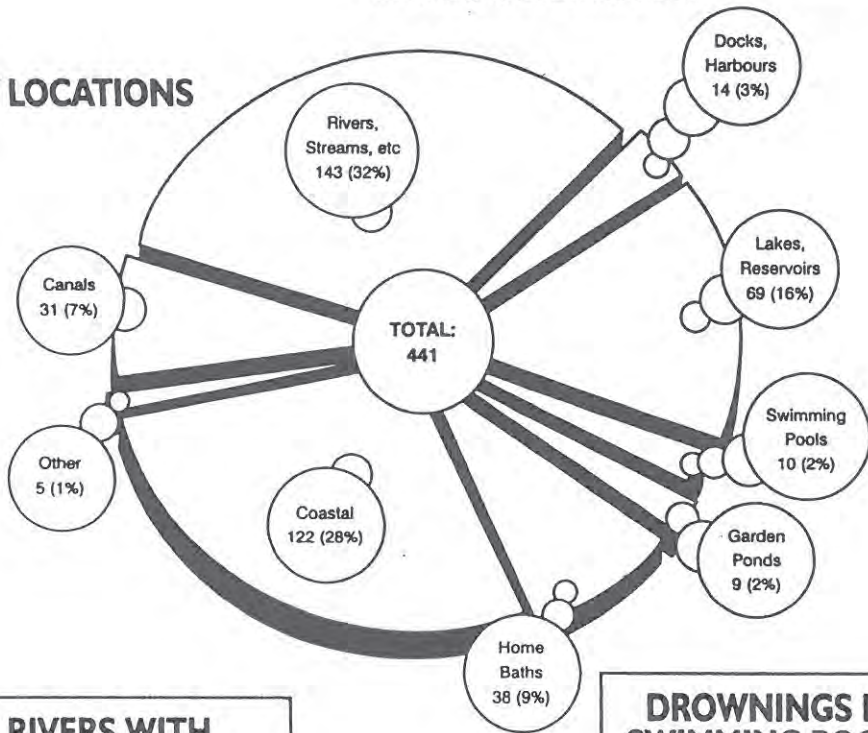 LOCATIONS
Docks,
Harbours
14 (3%)
Rivers,
Streams, etc
143 (32%)
Lakes,
Reservoirs
69 (16%)
Canals
31 (7%)
TOTAL:
441
Swimming
Pools
10 (2%)
Other
5 (1%)
Coastal
122 (28%)
Garden
Ponds
9 (2%)
Home
Baths
38 (9%)
RIVERS WITH
DROWNINGS